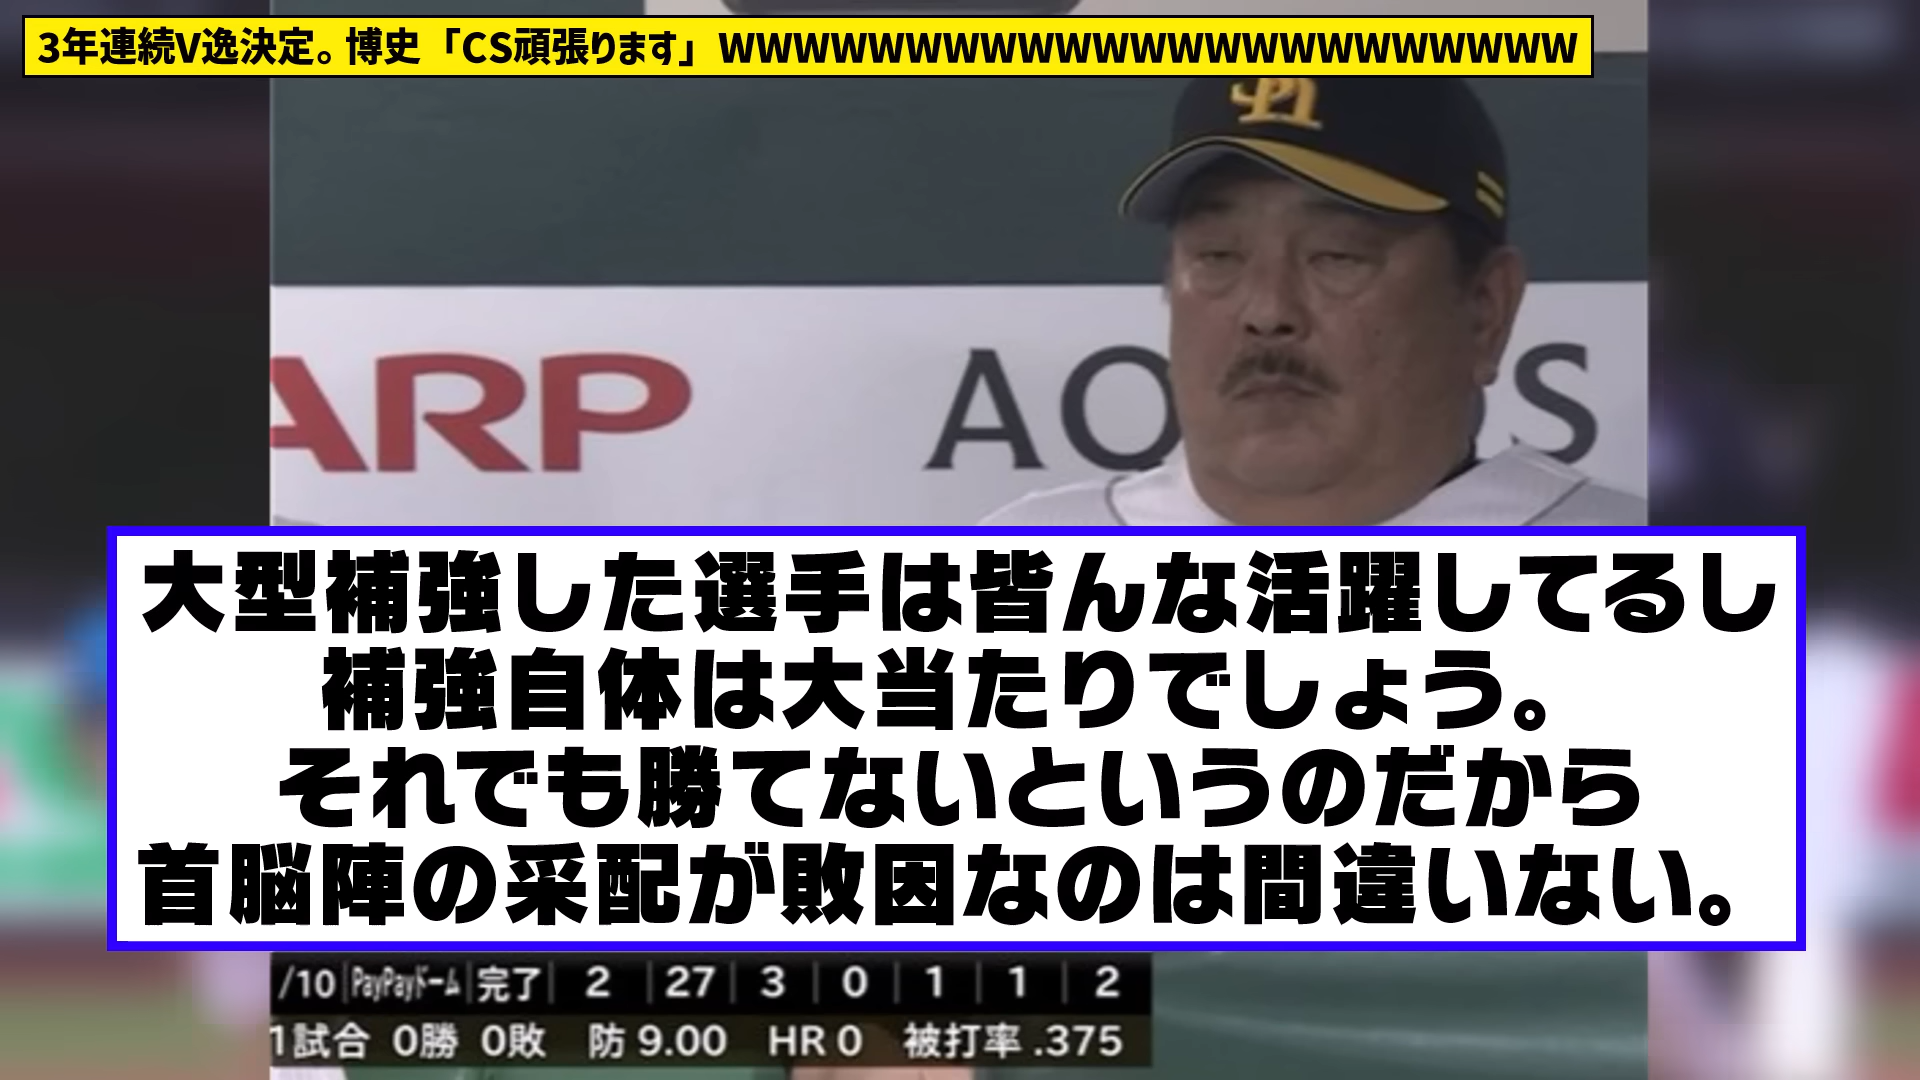 3年連続V逸決定。博史「CS頑張ります」WWWWWWWWWWWWWWWWWWWWWWW
SH
ARP
AQ
S
大型補強した選手は皆んな活躍してるし
補強自体は大当たりでしょう。
それでも勝てないというのだから
首脳陣の采配が敗因なのは間違いない。
/10 PayPayドーム 完了 2 27 3 0 1 1 2
1試合 0勝 0敗 防 9.00 HR 0 被打率 .375